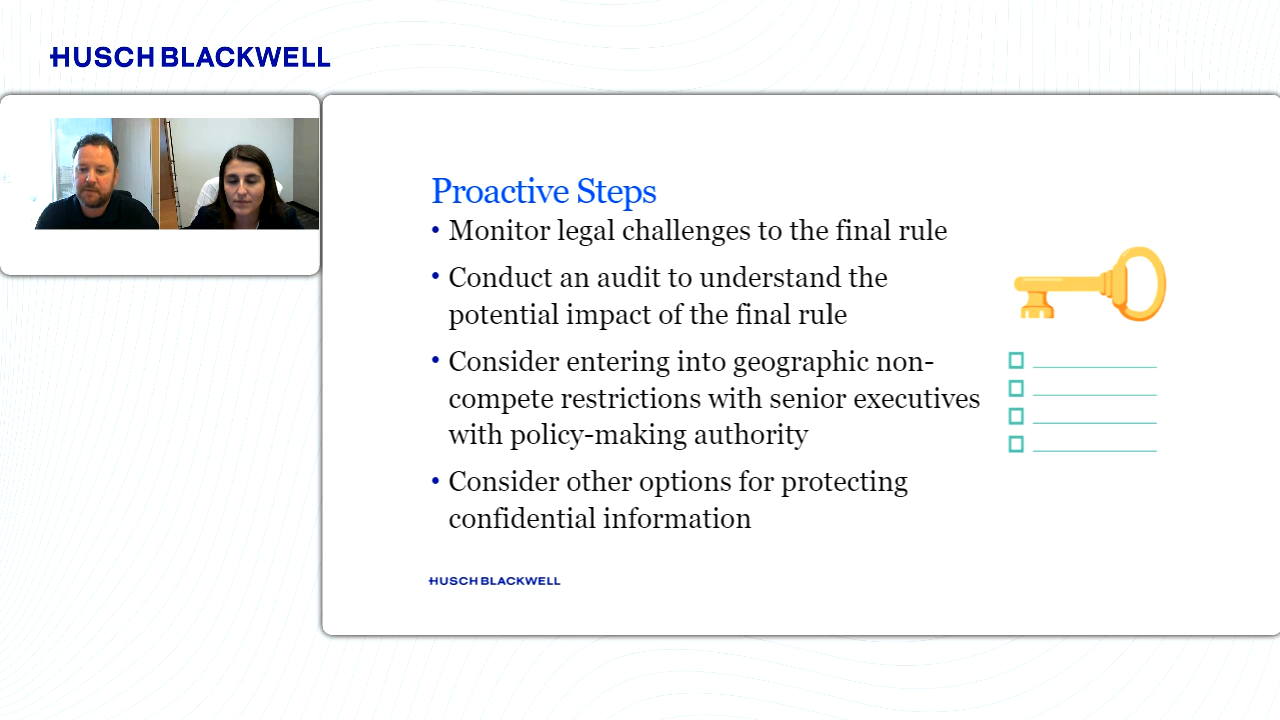 HUSCH BLACKWELL
Proactive Steps
• Monitor legal challenges to the final rule
• Conduct an audit to understand the
potential impact of the final rule
• Consider entering into geographic non-
compete restrictions with senior executives
with policy-making authority
• Consider other options for protecting
confidential information
HUSCH BLACKWELL